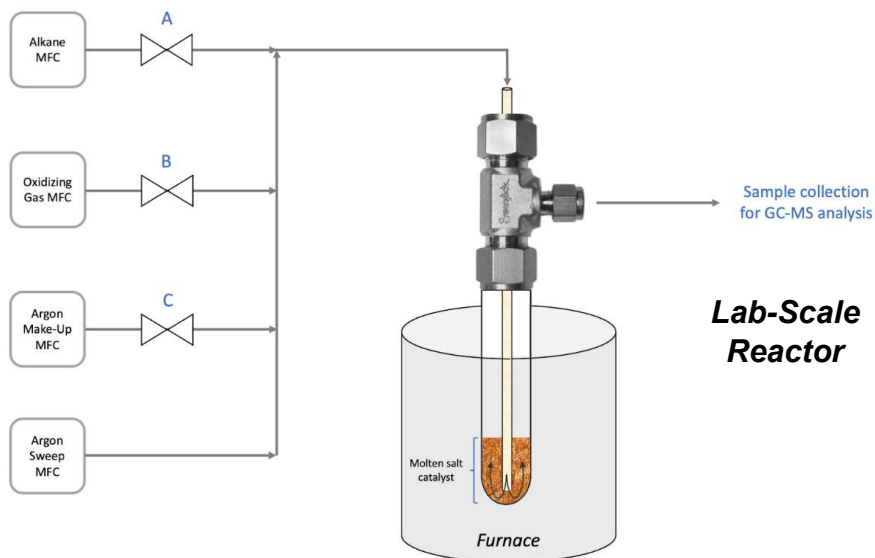 A
Alkane
MFC
B
Oxidizing
Gas MFC
C
Argon
Make-Up
MFC
Argon
Sweep
MFC
Swagelok
Sample collection
for GC-MS analysis
Lab-Scale
Reactor
Molten salt
catalyst
Furnace